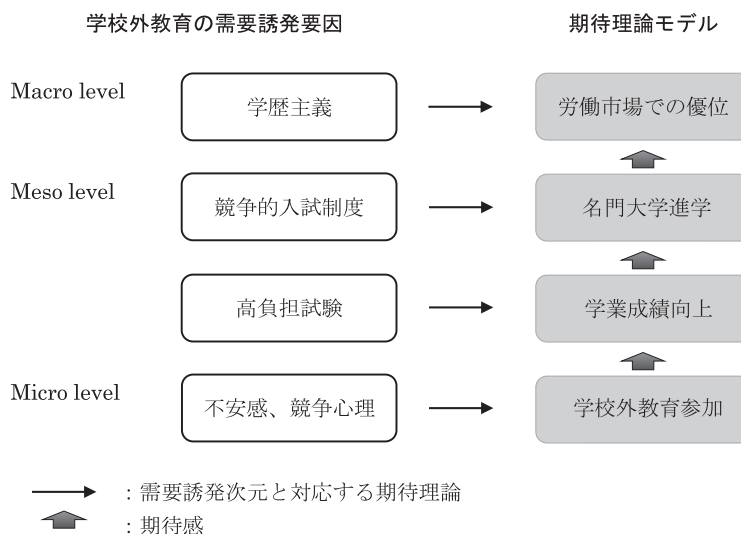 学校外教育の需要誘発要因 期待理論モデル
Macro level 学歴主義 労働市場での優位
Meso level 競争的入試制度 名門大学進学
高負担試験 学業成績向上
Micro level 不安感、競争心理 学校外教育参加
：需要誘発次元と対応する期待理論
：期待感